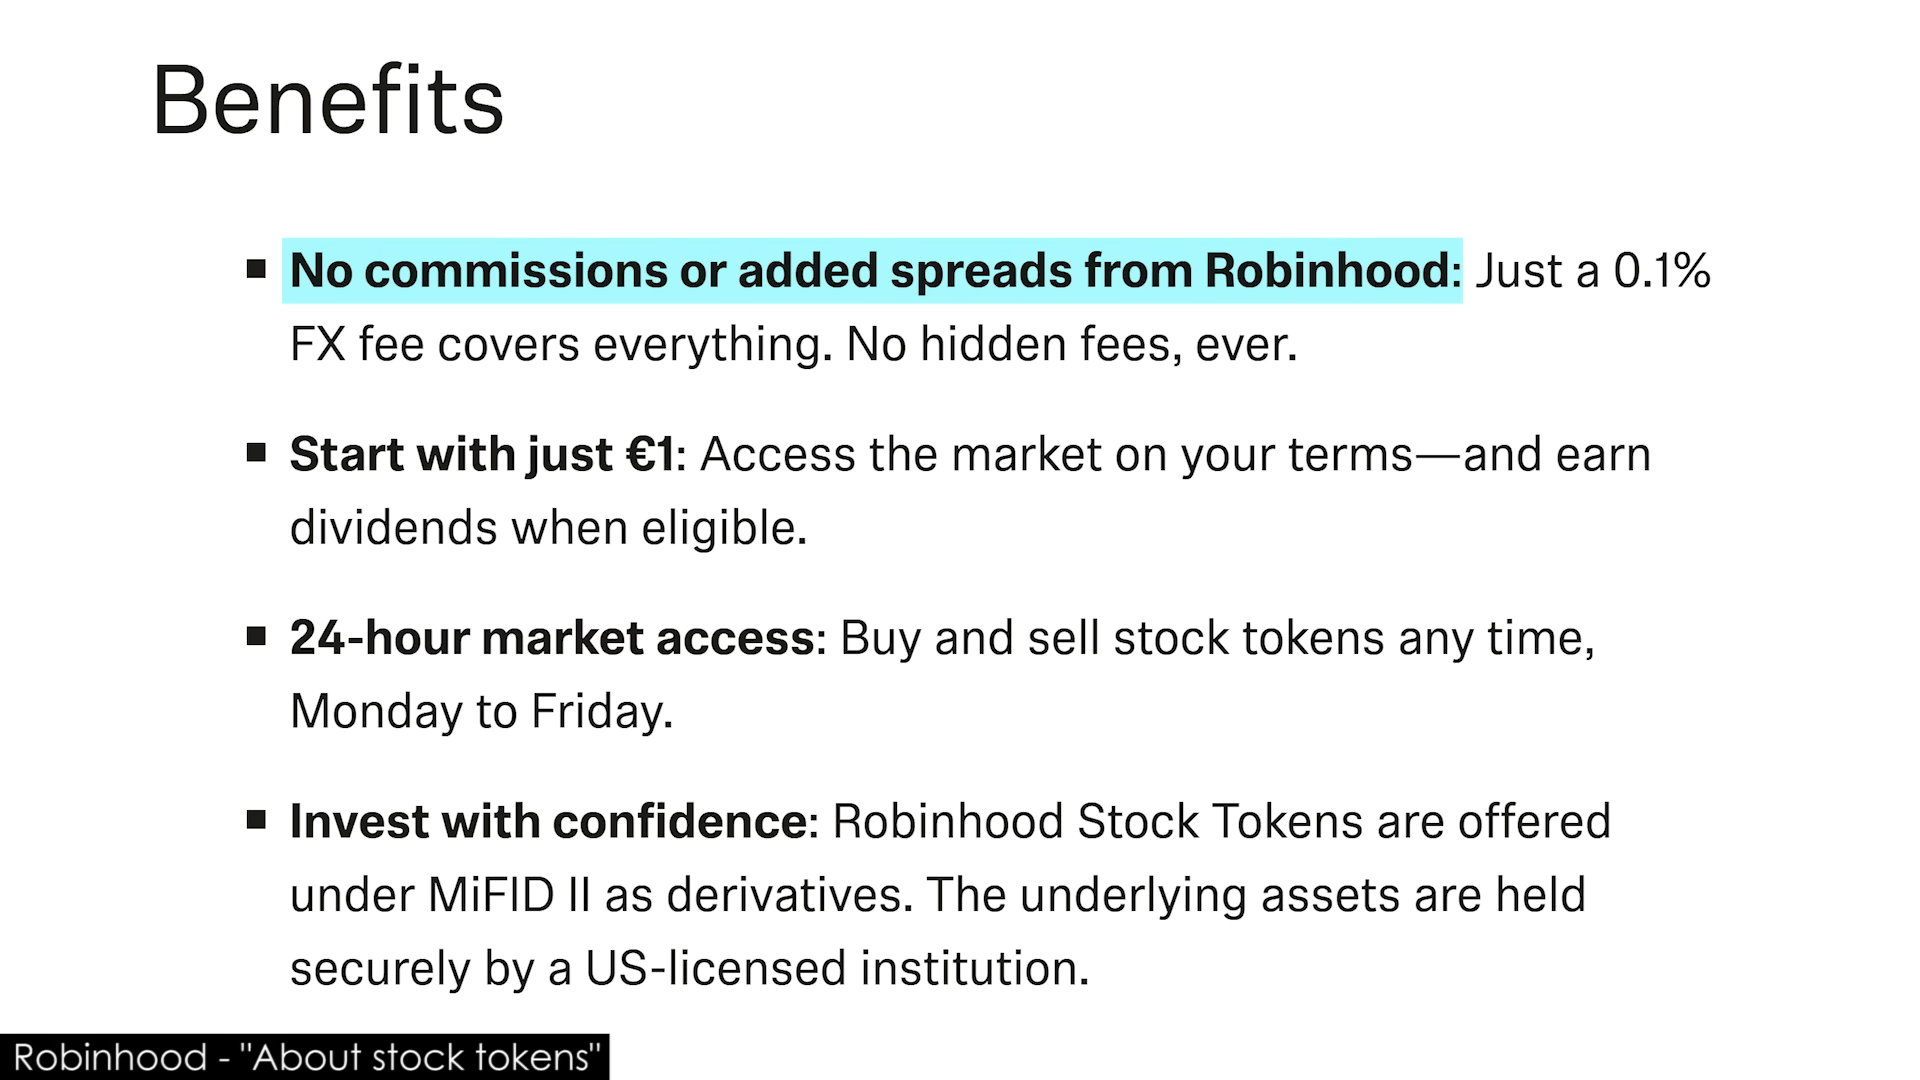 Benefits
No commissions or added spreads from Robinhood: Just a 0.1%
FX fee covers everything. No hidden fees, ever.
Start with just €1: Access the market on your terms—and earn
dividends when eligible.
24-hour market access: Buy and sell stock tokens any time,
Monday to Friday.
Invest with confidence: Robinhood Stock Tokens are offered
under MiFID II as derivatives. The underlying assets are held
securely by a US-licensed institution.
Robinhood - "About stock tokens"